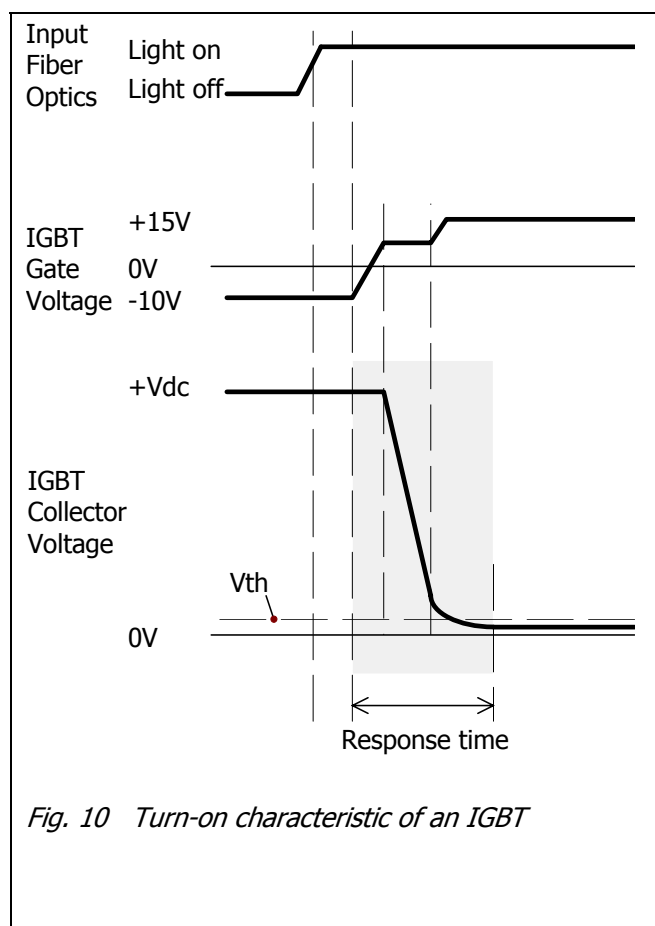 Input
Fiber
Optics
Light on
Light off
IGBT
Gate
Voltage
+15V
0V
-10V
+Vdc
IGBT
Collector
Voltage
Vth
0V
Response time
Fig. 10 Turn-on characteristic of an IGBT